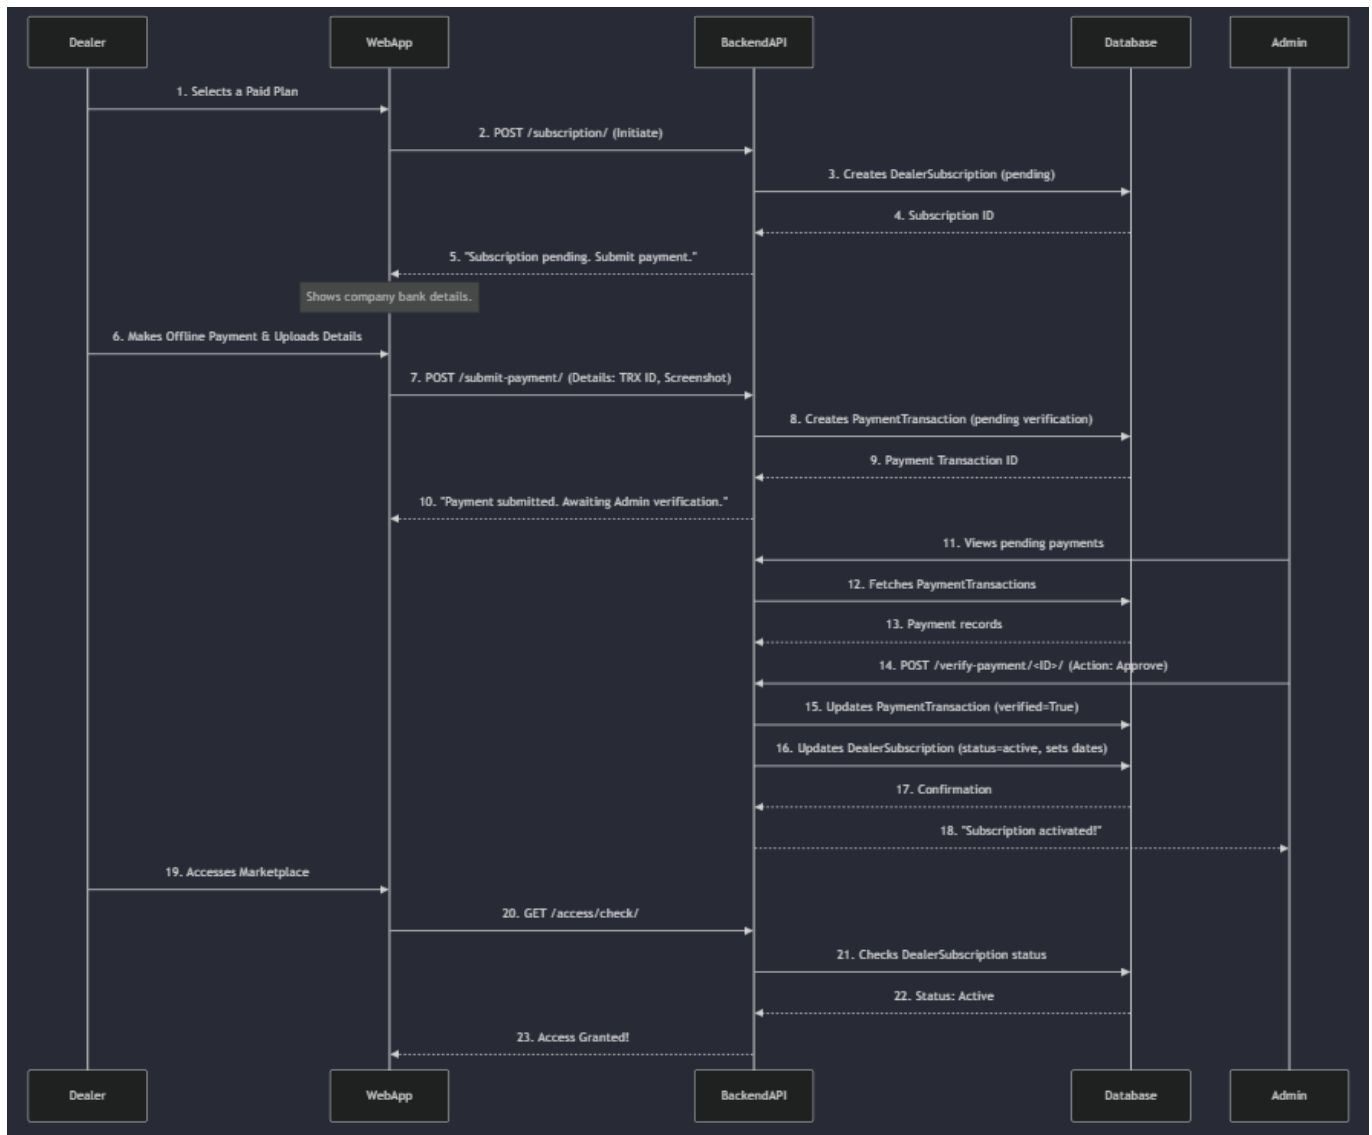 Dealer
WebApp
BackendAPI
Database
Admin
1. Selects a Paid Plan
2. POST /subscription/ (Initiate)
3. Creates DealerSubscription (pending)
4. Subscription ID
5. "Subscription pending. Submit payment."
Shows company bank details.
6. Makes Offline Payment & Uploads Details
7. POST /submit-payment/ (Details: TRX ID, Screenshot)
8. Creates PaymentTransaction (pending verification)
9. Payment Transaction ID
10. "Payment submitted. Awaiting Admin verification."
11. Views pending payments
12. Fetches PaymentTransactions
13. Payment records
14. POST /verify-payment/<ID>/ (Action: Approve)
15. Updates PaymentTransaction (verified=True)
16. Updates DealerSubscription (status=active, sets dates)
17. Confirmation
18. "Subscription activated!"
19. Accesses Marketplace
20. GET /access/check/
21. Checks DealerSubscription status
22. Status: Active
23. Access Granted!
Dealer
WebApp
BackendAPI
Database
Admin